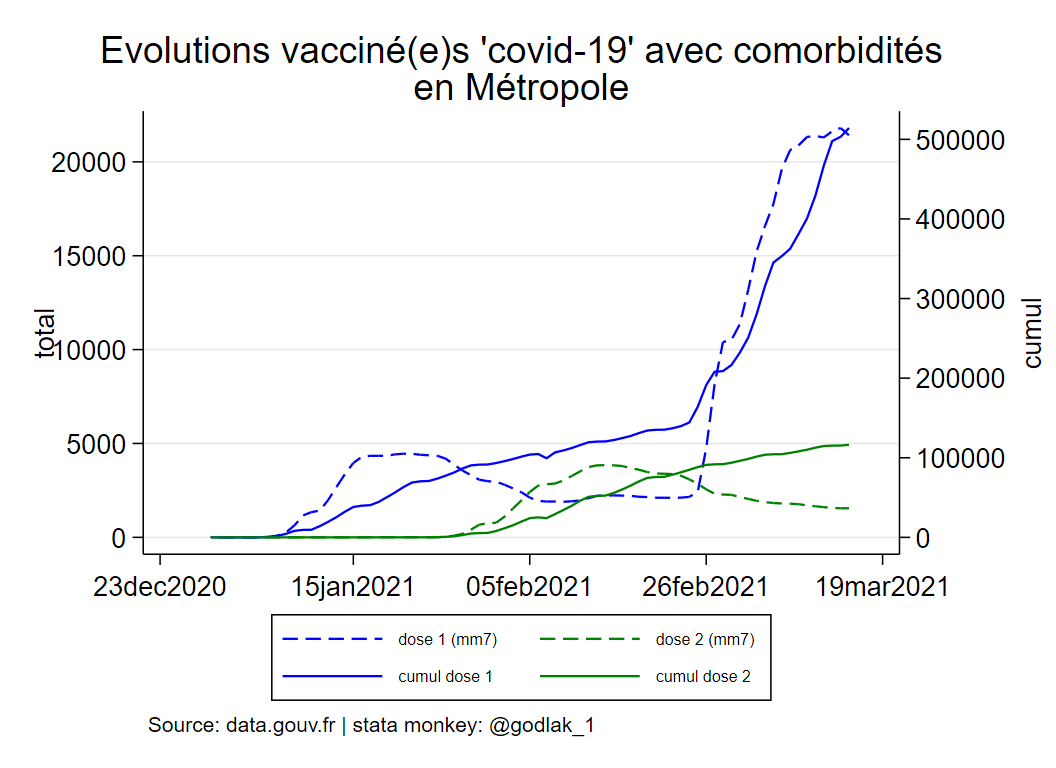 Evolutions vacciné(e)s 'covid-19' avec comorbidités
en Métropole
total
20000
15000
10000
5000
0
cumul
500000
400000
300000
200000
100000
0
23dec2020 15jan2021 05feb2021 26feb2021 19mar2021
dose 1 (mm7) dose 2 (mm7)
cumul dose 1 cumul dose 2
Source: data.gouv.fr | stata monkey: @godlak_1